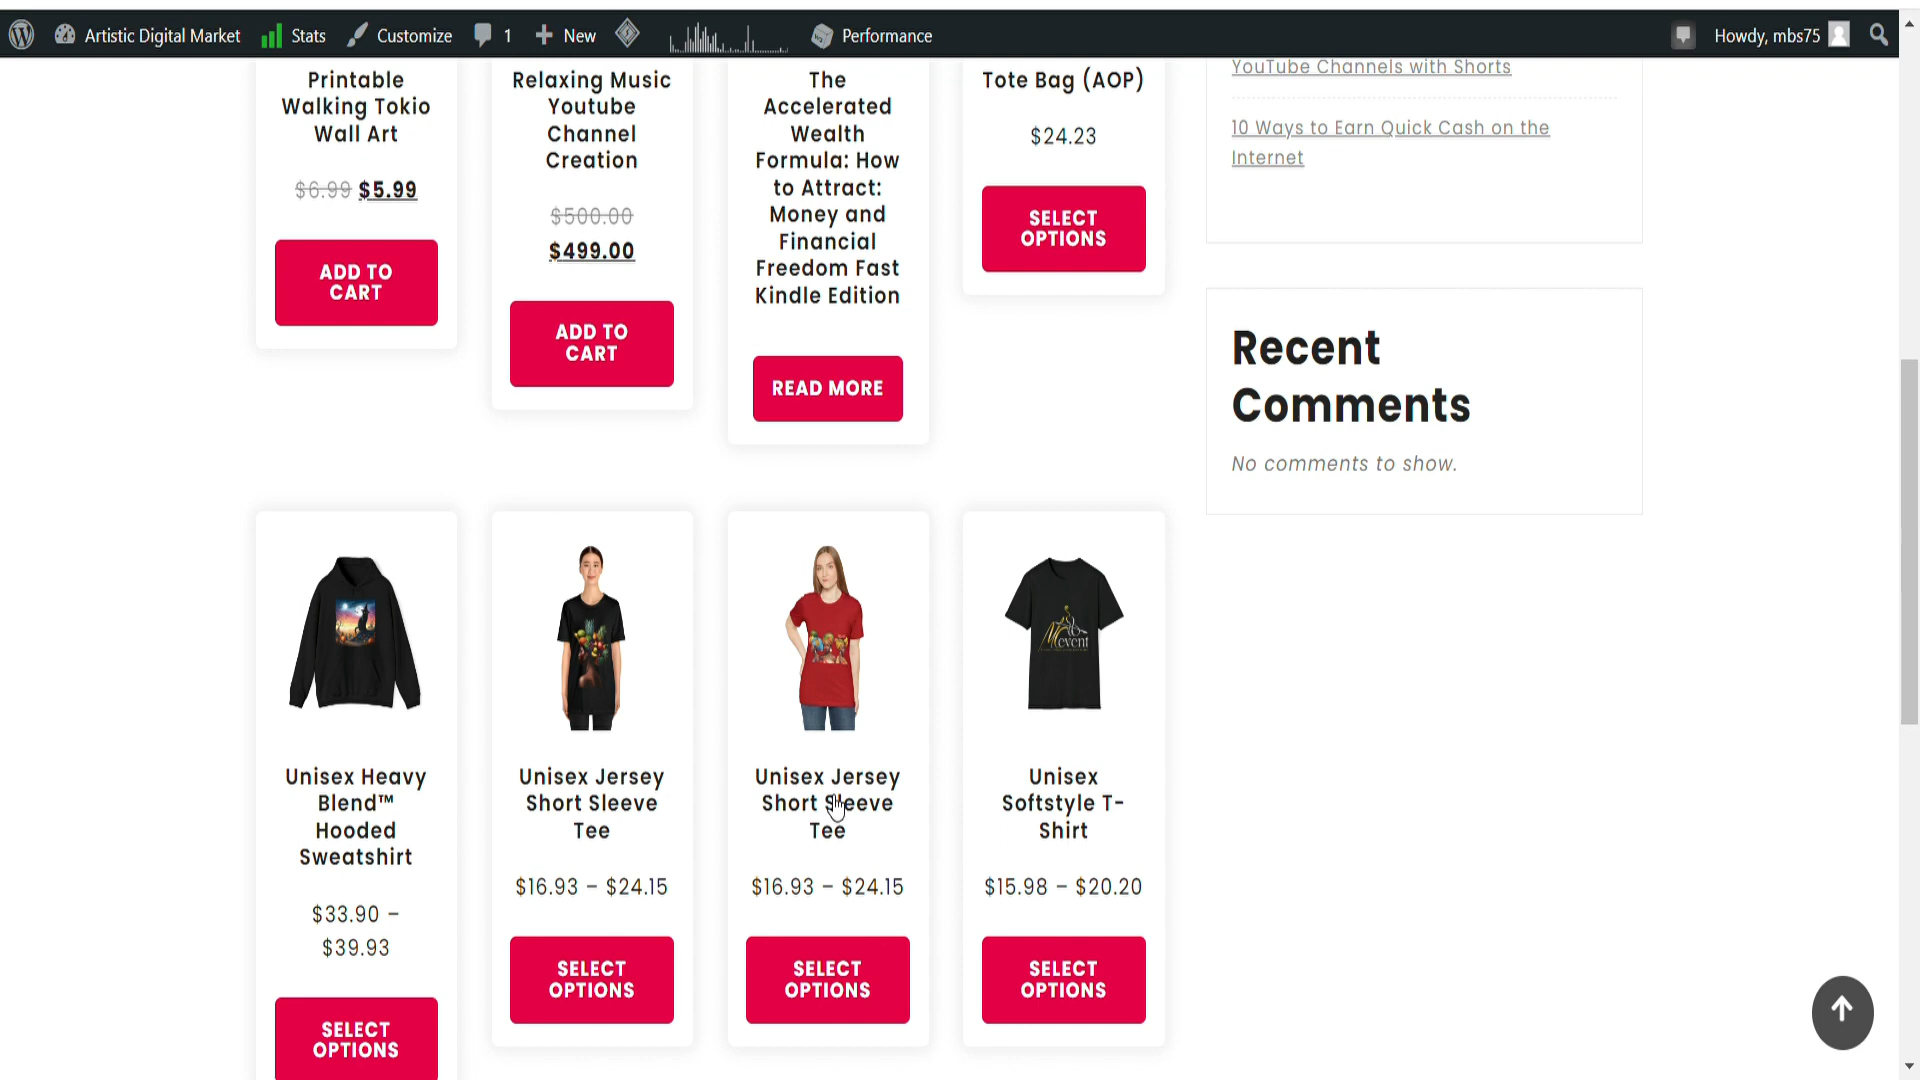 Artistic Digital Market Stats Customize 1 New Performance Howdy, mbs75
Printable
Walking Tokio
Wall Art
$6.99 $5.99
ADD TO
CART
Relaxing Music
Youtube
Channel
Creation
$500.00
$499.00
ADD TO
CART
The
Accelerated
Wealth
Formula: How
to Attract:
Money and
Financial
Freedom Fast
Kindle Edition
READ MORE
Tote Bag (AOP)
$24.23
SELECT
OPTIONS
YouTube Channels with Shorts
10 Ways to Earn Quick Cash on the
Internet
Recent
Comments
No comments to show.
Unisex Heavy
Blend™
Hooded
Sweatshirt
$33.90 –
$39.93
SELECT
OPTIONS
Unisex Jersey
Short Sleeve
Tee
$16.93 – $24.15
SELECT
OPTIONS
Unisex Jersey
Short Sleeve
Tee
$16.93 – $24.15
SELECT
OPTIONS
event
Unisex
Softstyle T-
Shirt
$15.98 – $20.20
SELECT
OPTIONS